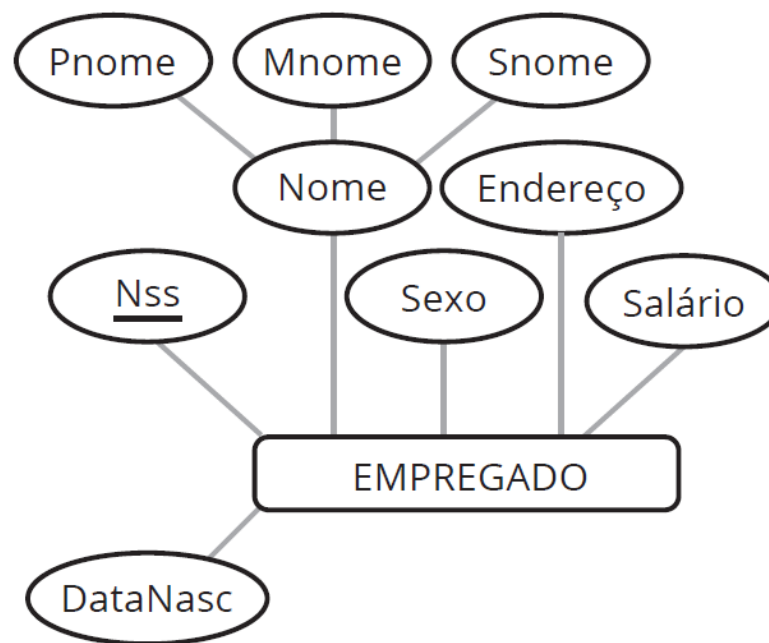 Pnome
Mnome
Snome
Nome
Endereço
Nss
Sexo
Salário
EMPREGADO
DataNasc